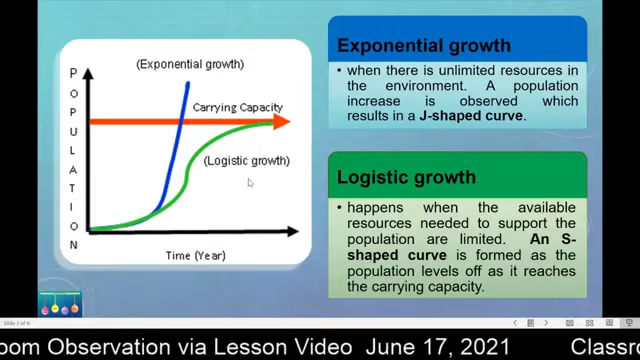 POPULATION
(Exponential growth)
Carrying Capacity
(Logistic growth)
Time (Year)
Exponential growth
• when there is unlimited resources in
the environment. A population
increase is observed which
results in a J-shaped curve.
Logistic growth
• happens when the available
resources needed to support the
population are limited. An S-
shaped curve is formed as the
population levels off as it reaches
the carrying capacity.
oom Observation via Lesson Video June 17, 2021 Classro